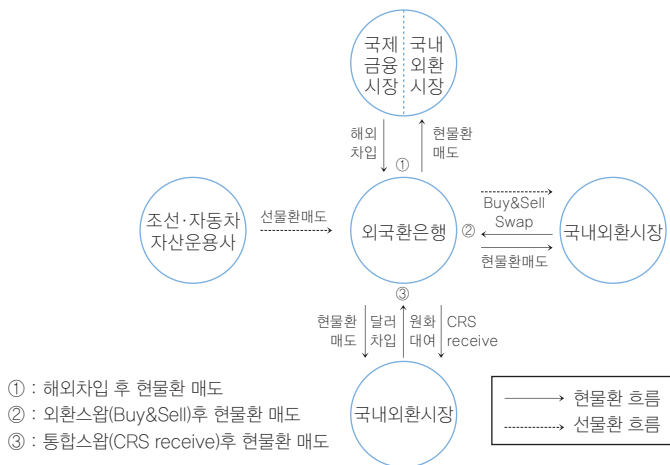 국제
금융
시장
국내
외환
시장
해외
차입
현물환
매도
①
조선·자동차
자산운용사
선물환매도
외국환은행
②
Buy&Sell
Swap
현물환매도
국내외환시장
③
현물환
매도
달러
차입
원화
대여
CRS
receive
국내외환시장
① : 해외차입 후 현물환 매도
② : 외환스왑(Buy&Sell)후 현물환 매도
③ : 통합스왑(CRS receive)후 현물환 매도
현물환 흐름
선물환 흐름